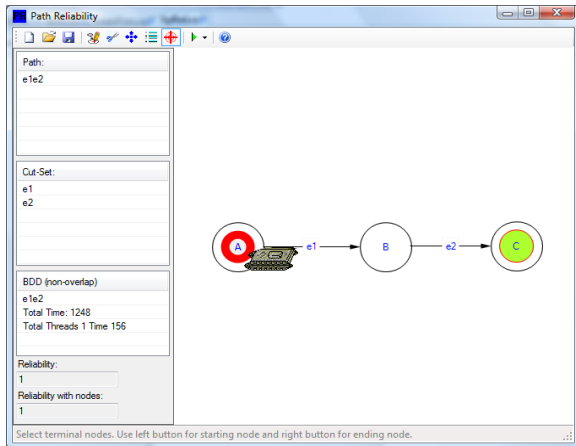 Path Reliability
Path:
e1e2
Cut-Set:
e1
e2
BDD (non-overlap)
e1e2
Total Time: 1248
Total Threads 1 Time 156
Reliability:
1
Reliability with nodes:
1
A
e1
B
e2
C
Select terminal nodes. Use left button for starting node and right button for ending node.